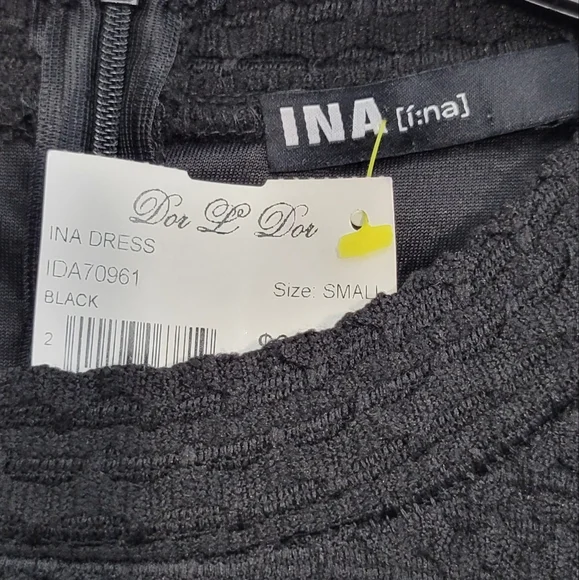 INA [í:na]
Dor L' Dor
INA DRESS
IDA70961
Size: SMALL
BLACK
2